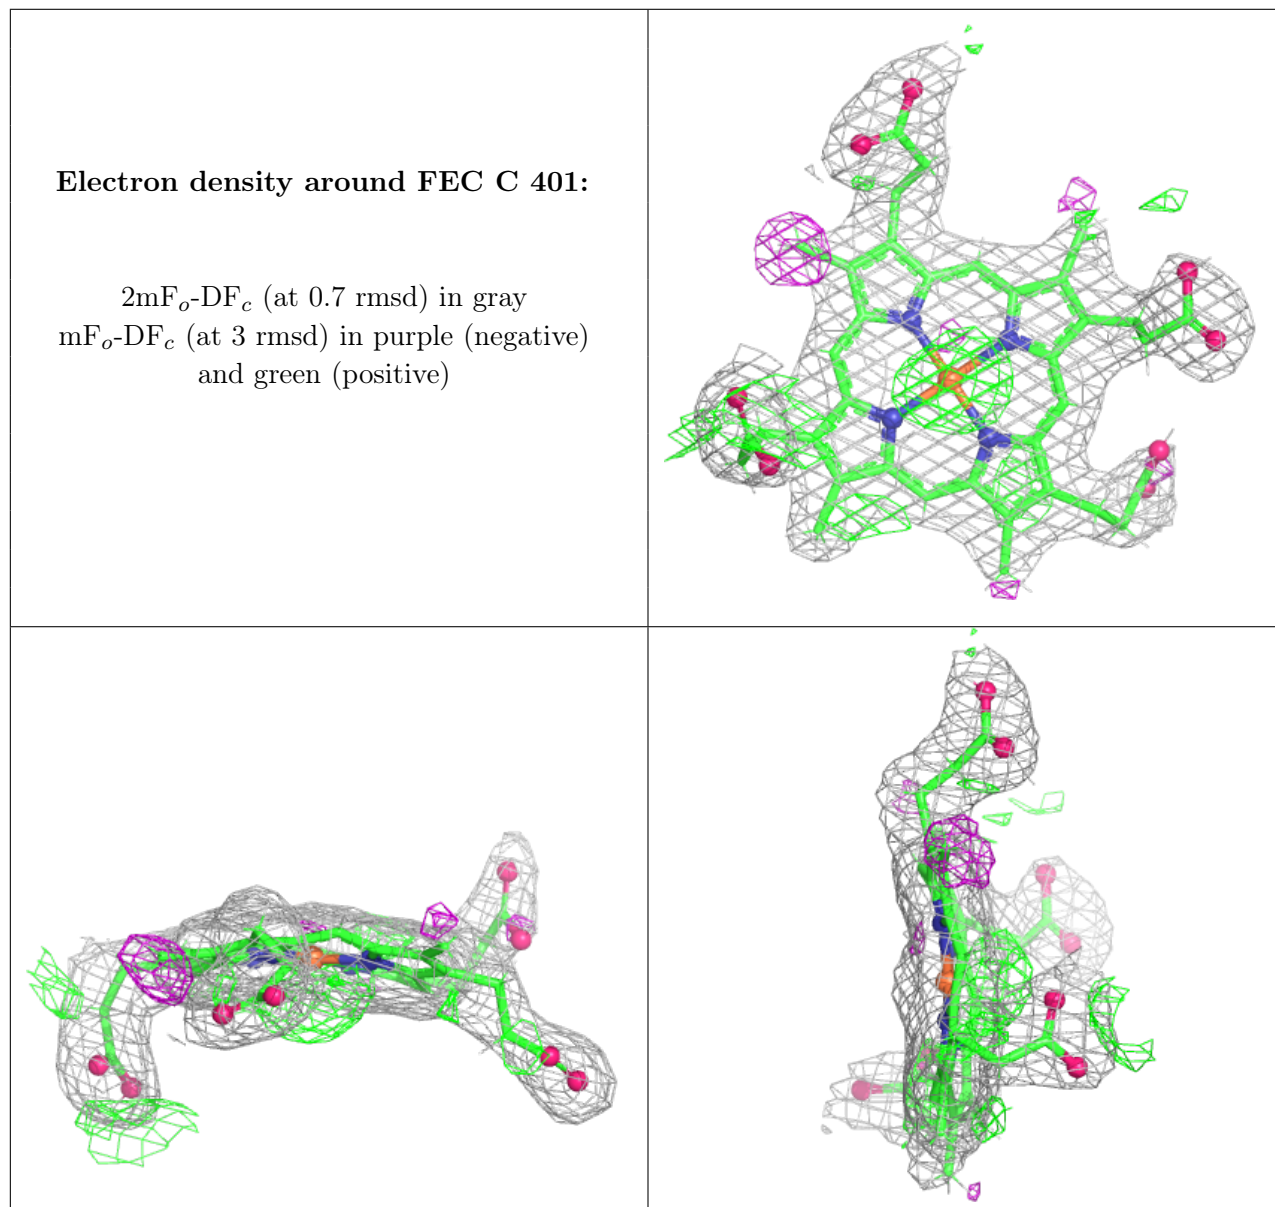 Electron density around FEC C 401:
2mFo-DFc (at 0.7 rmsd) in gray
mFo-DFc (at 3 rmsd) in purple (negative)
and green (positive)